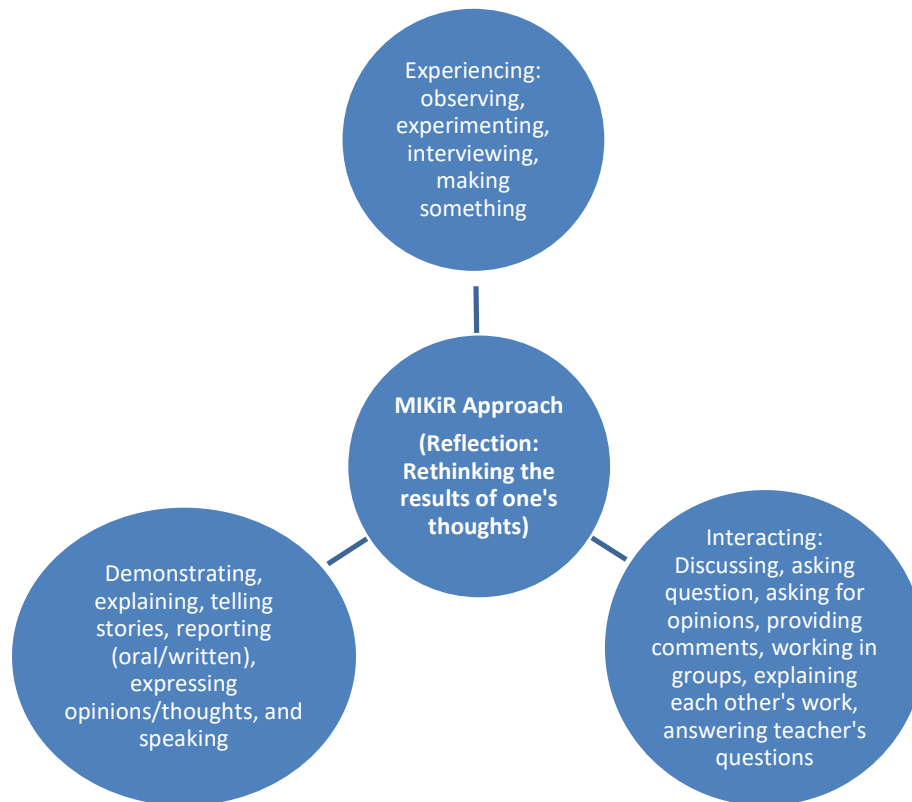 Experiencing:
observing,
experimenting,
interviewing,
making
something
MIKiR Approach
(Reflection:
Rethinking the
results of one's
thoughts)
Interacting:
Discussing, asking
question, asking for
opinions, providing
comments, working in
groups, explaining
each other's work,
answering teacher's
questions
Demonstrating,
explaining, telling
stories, reporting
(oral/written),
expressing
opinions/thoughts, and
speaking